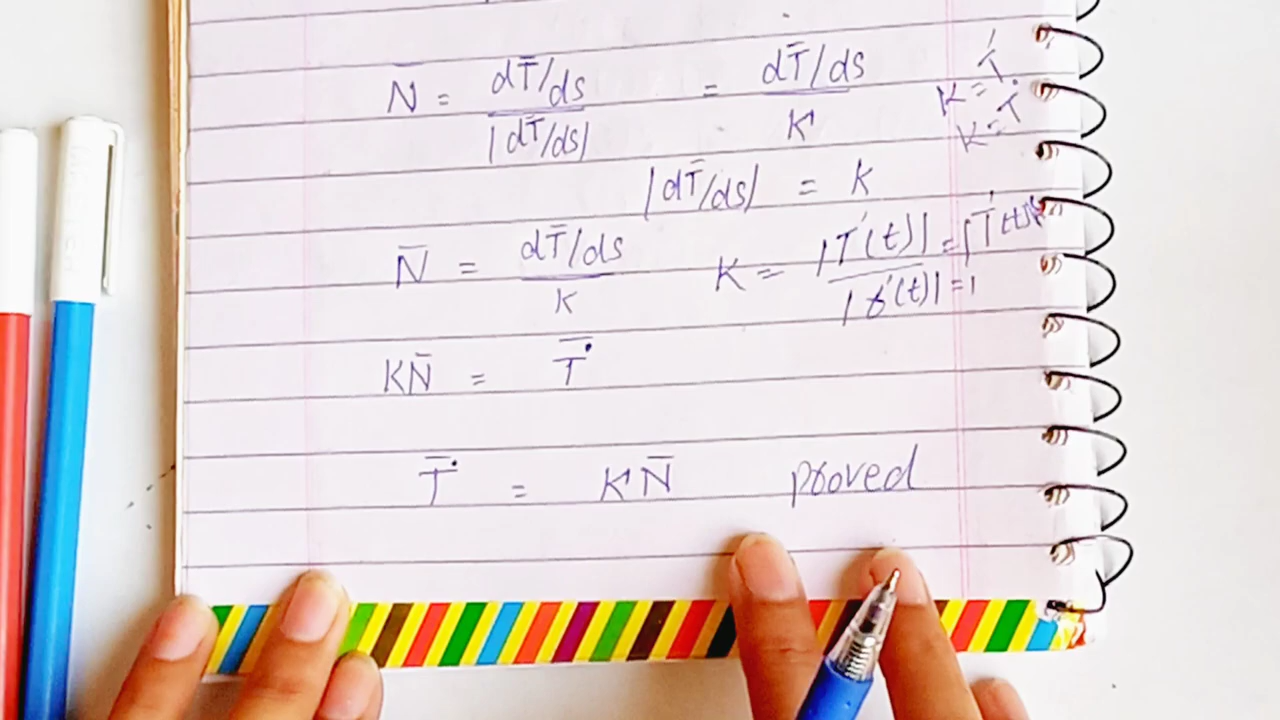 N̄ = dT̄/ds / |dT̄/ds| = dT̄/ds / K
K = T'
K = Ṫ
|dT̄/ds| = K
N̄ = dT̄/ds / K
K = |T'(t)| / |r'(t)| = 1 = |T'(t)|
KN̄ = T̄˙
T̄˙ = KN̄ proved